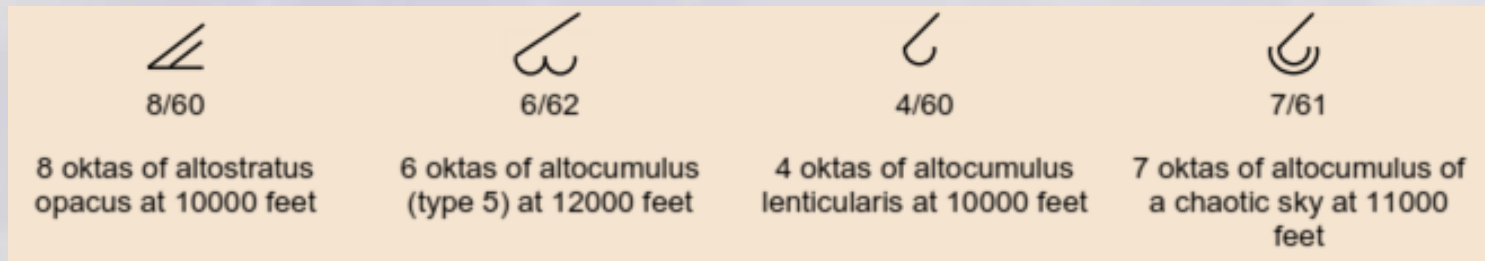 8/60
6/62
4/60
7/61
8 oktas of altostratus
opacus at 10000 feet
6 oktas of altocumulus
(type 5) at 12000 feet
4 oktas of altocumulus
lenticularis at 10000 feet
7 oktas of altocumulus of
a chaotic sky at 11000
feet